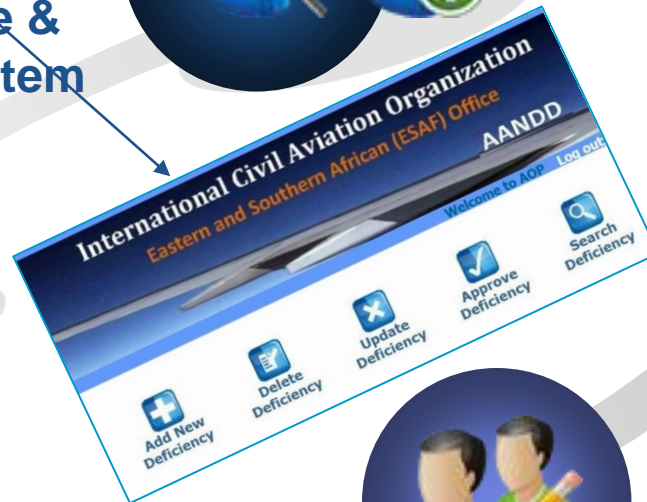 e &
tem
International Civil Aviation Organization
Eastern and Southern African (ESAF) Office
AANDD
Welcome to AOP Log out
Add New
Deficiency
Delete
Deficiency
Update
Deficiency
Approve
Deficiency
Search
Deficiency